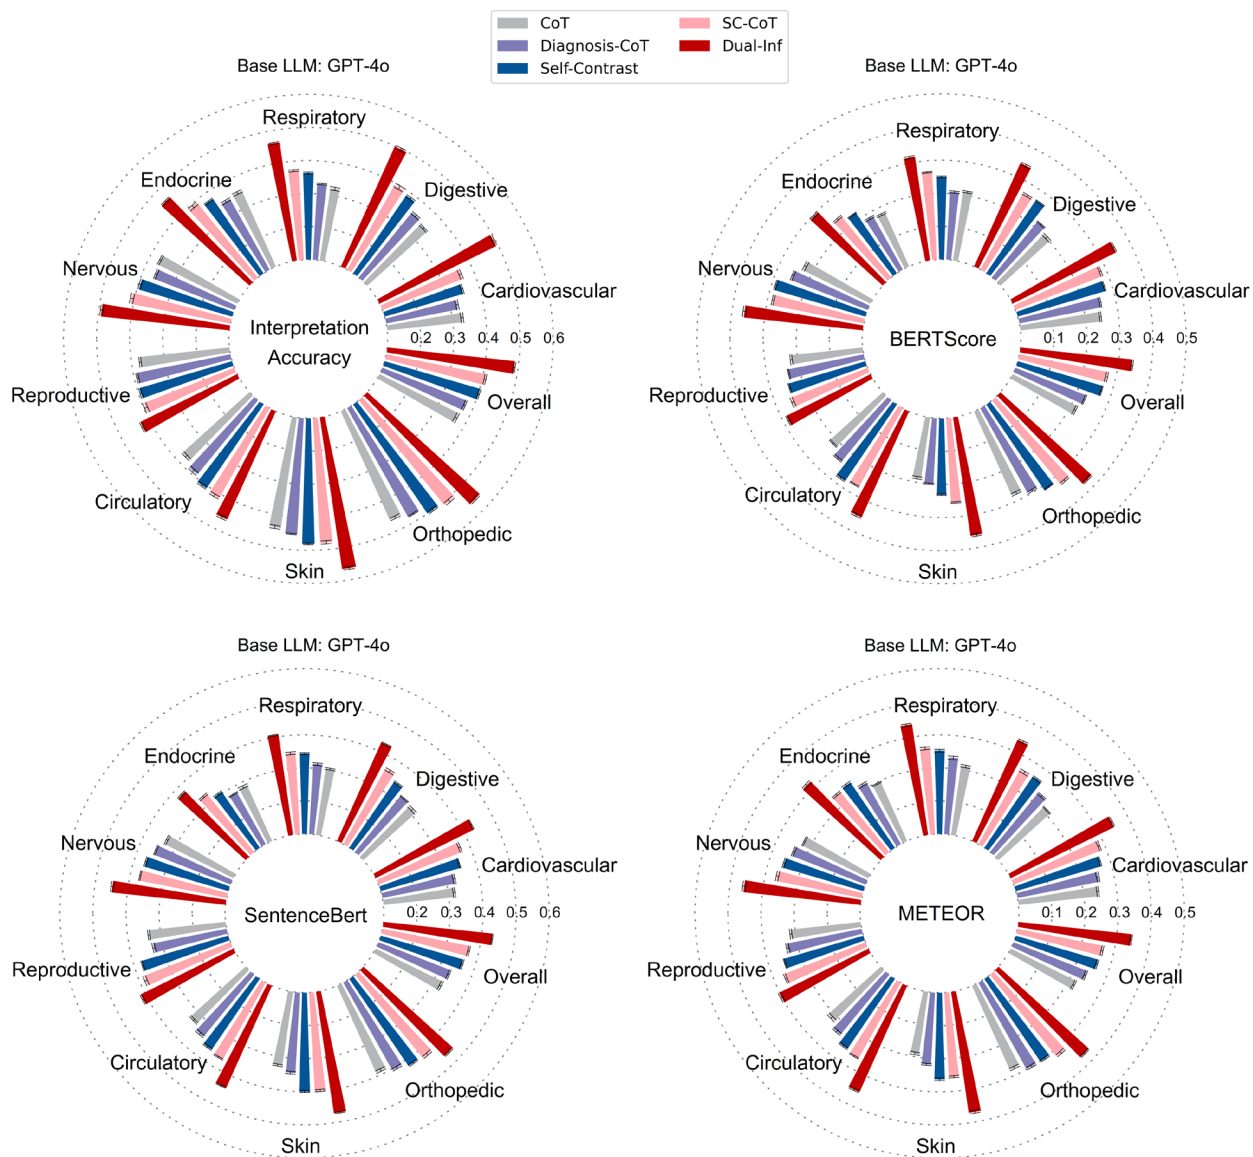 CoT
Diagnosis-CoT
Self-Contrast
SC-CoT
Dual-Inf
Base LLM: GPT-4o
Respiratory
Digestive
Endocrine
Cardiovascular
Nervous
Interpretation
Accuracy
0.2 0.3 0.4 0.5 0.6
Reproductive
Overall
Circulatory
Orthopedic
Skin
Base LLM: GPT-4o
Respiratory
Digestive
Endocrine
Cardiovascular
Nervous
BERTScore
0.1 0.2 0.3 0.4 0.5
Reproductive
Overall
Circulatory
Orthopedic
Skin
Base LLM: GPT-4o
Respiratory
Digestive
Endocrine
Cardiovascular
Nervous
SentenceBert
0.2 0.3 0.4 0.5 0.6
Reproductive
Overall
Circulatory
Orthopedic
Skin
Base LLM: GPT-4o
Respiratory
Digestive
Endocrine
Cardiovascular
Nervous
METEOR
0.1 0.2 0.3 0.4 0.5
Reproductive
Overall
Circulatory
Orthopedic
Skin